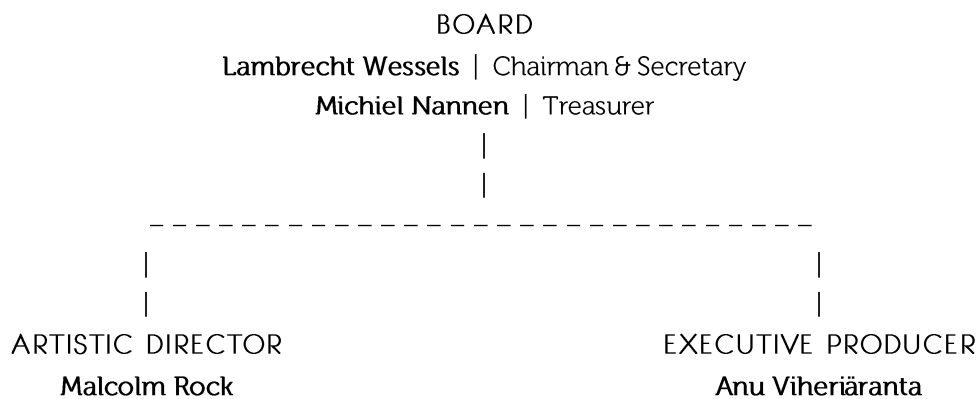 BOARD
Lambrecht Wessels | Chairman & Secretary
Michiel Nannen | Treasurer
ARTISTIC DIRECTOR
EXECUTIVE PRODUCER
Malcolm Rock
Anu Viheriäranta